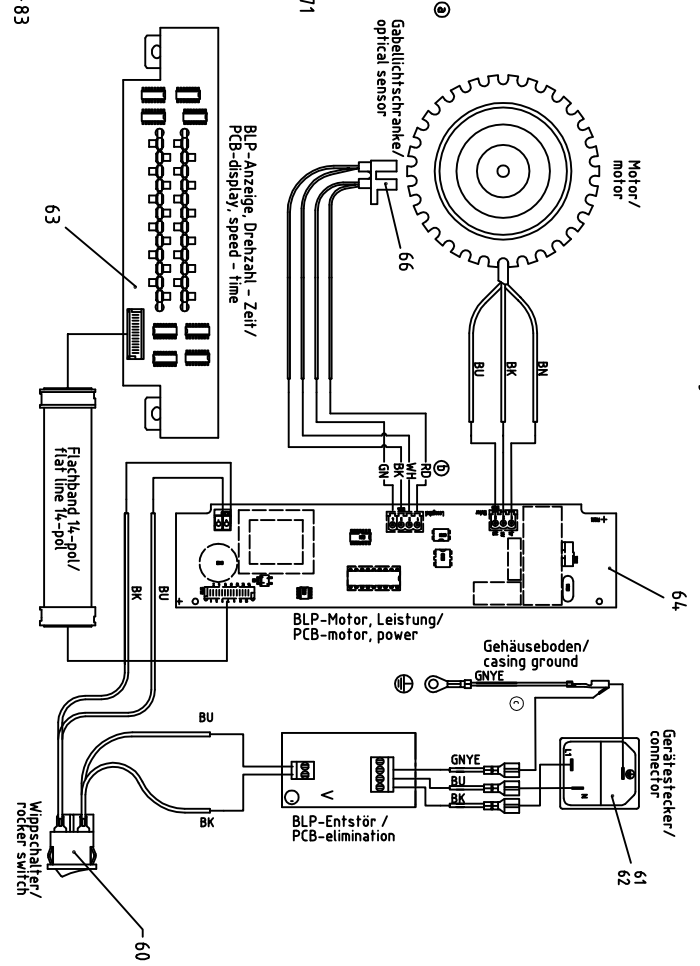 83
71
ⓐ
Gabellichtschranke/
optical sensor
Motor/
motor
66
BLP-Anzeige, Drehzahl - Zeit/
PCB-display, speed - time
63
BU
BK
BN
GN
BK
WH
RD
ⓑ
Flachband 14-pol/
flat line 14-pol
64
BLP-Motor, Leistung/
PCB-motor, power
BK
BU
Gehäuseboden/
casing ground
GNYE
ⓒ
Gerätestecker/
connector
L1
N
GNYE
BU
BK
61
62
BU
BK
BLP-Entstör /
PCB-elimination
Wippschalter/
rocker switch
60